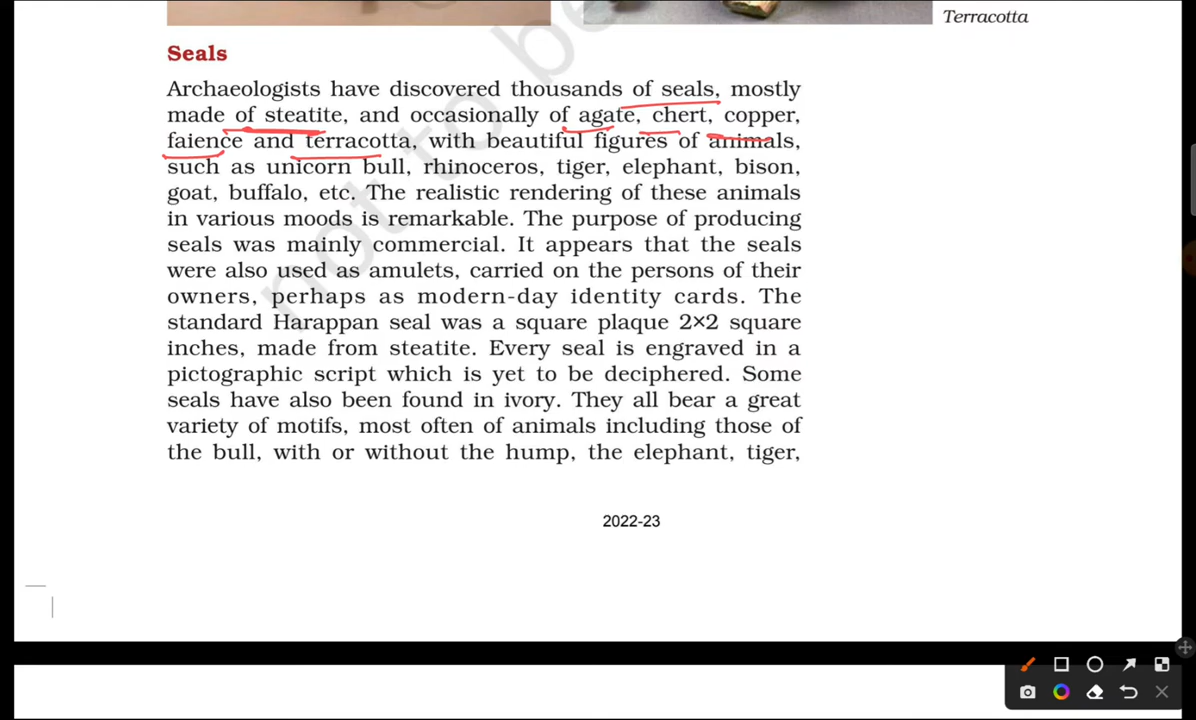 Terracotta
Seals
Archaeologists have discovered thousands of seals, mostly
made of steatite, and occasionally of agate, chert, copper,
faience and terracotta, with beautiful figures of animals,
such as unicorn bull, rhinoceros, tiger, elephant, bison,
goat, buffalo, etc. The realistic rendering of these animals
in various moods is remarkable. The purpose of producing
seals was mainly commercial. It appears that the seals
were also used as amulets, carried on the persons of their
owners, perhaps as modern-day identity cards. The
standard Harappan seal was a square plaque 2×2 square
inches, made from steatite. Every seal is engraved in a
pictographic script which is yet to be deciphered. Some
seals have also been found in ivory. They all bear a great
variety of motifs, most often of animals including those of
the bull, with or without the hump, the elephant, tiger,
2022-23
not to be